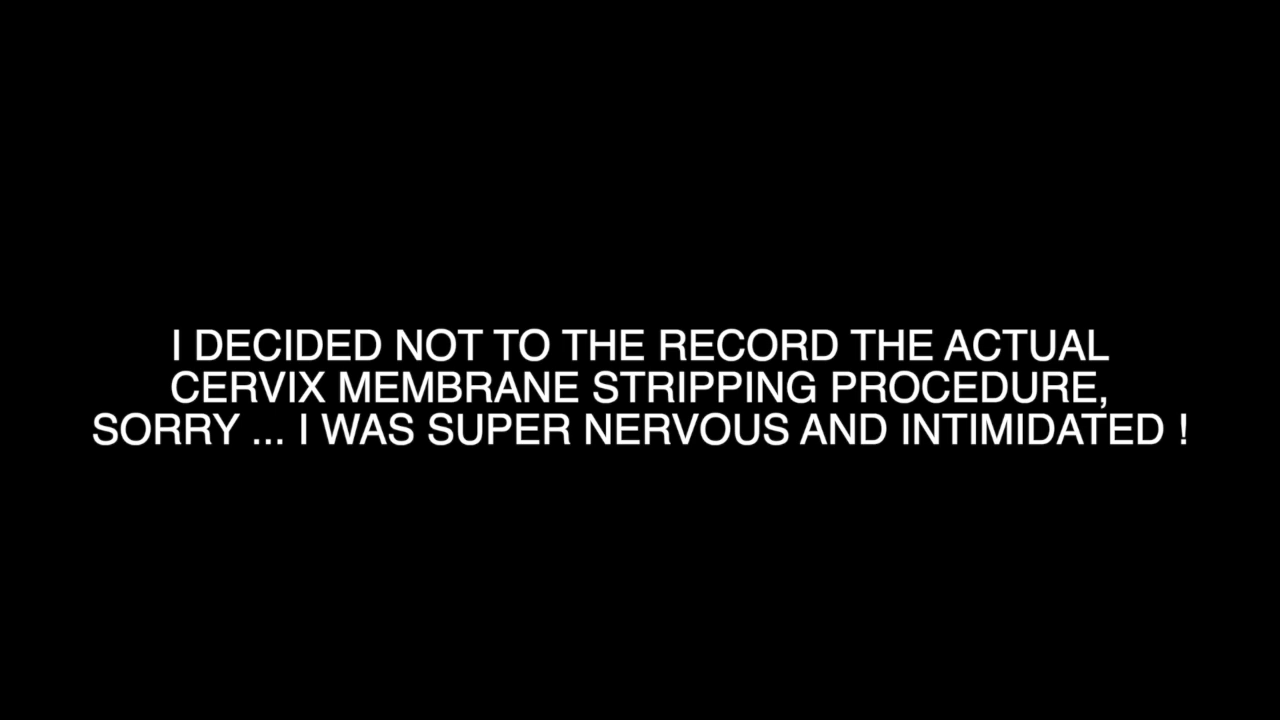 I DECIDED NOT TO THE RECORD THE ACTUAL
CERVIX MEMBRANE STRIPPING PROCEDURE,
SORRY ... I WAS SUPER NERVOUS AND INTIMIDATED !